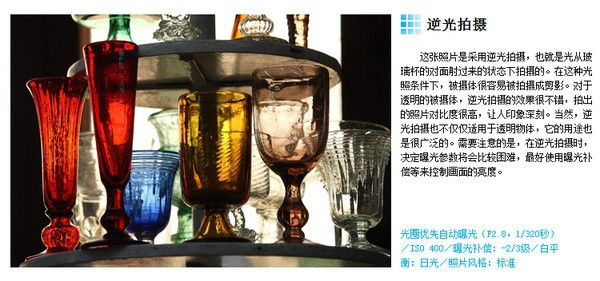 逆光拍摄
这张照片是采用逆光拍摄，也就是光从玻
璃杯的对面射过来的状态下拍摄的。在这种光
照条件下，被摄体很容易被拍摄成剪影。对于
透明的被摄体，逆光拍摄的效果很不错，拍出
的照片对比度很高，让人印象深刻。当然，逆
光拍摄也不仅仅适用于透明物体，它的用途也
是很广泛的。需要注意的是，在逆光拍摄时，
决定曝光参数将会比较困难，最好使用曝光补
偿等来控制画面的亮度。
光圈优先自动曝光（F2.8，1/320秒）
／ISO 400／曝光补偿：-2/3级／白平
衡：日光／照片风格：标准